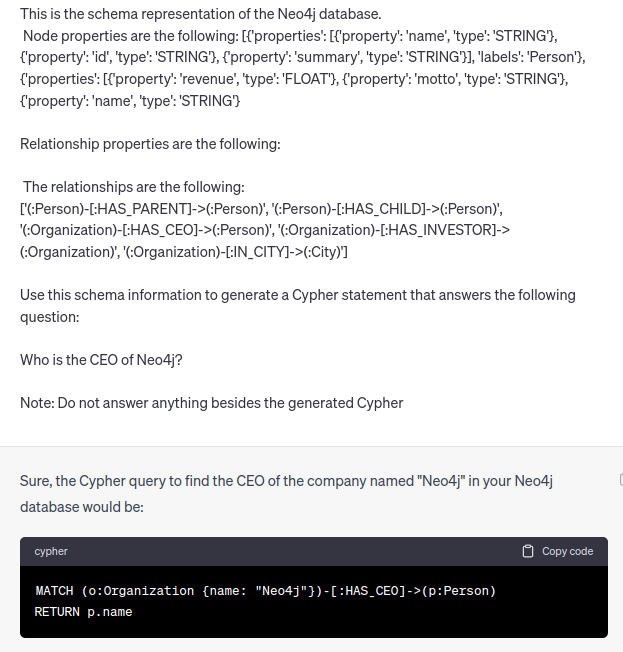 This is the schema representation of the Neo4j database.
Node properties are the following: [{'properties': [{'property': 'name', 'type': 'STRING'},
{'property': 'id', 'type': 'STRING'}, {'property': 'summary', 'type': 'STRING'}], 'labels': 'Person'},
{'properties': [{'property': 'revenue', 'type': 'FLOAT'}, {'property': 'motto', 'type': 'STRING'},
{'property': 'name', 'type': 'STRING'}
Relationship properties are the following:
The relationships are the following:
['(:Person)-[:HAS_PARENT]->(:Person)', '(:Person)-[:HAS_CHILD]->(:Person)',
'(:Organization)-[:HAS_CEO]->(:Person)', '(:Organization)-[:HAS_INVESTOR]->
(:Organization)', '(:Organization)-[:IN_CITY]->(:City)']
Use this schema information to generate a Cypher statement that answers the following
question:
Who is the CEO of Neo4j?
Note: Do not answer anything besides the generated Cypher
Sure, the Cypher query to find the CEO of the company named "Neo4j" in your Neo4j
database would be:
cypher Copy code
MATCH (o:Organization {name: "Neo4j"})-[:HAS_CEO]->(p:Person)
RETURN p.name